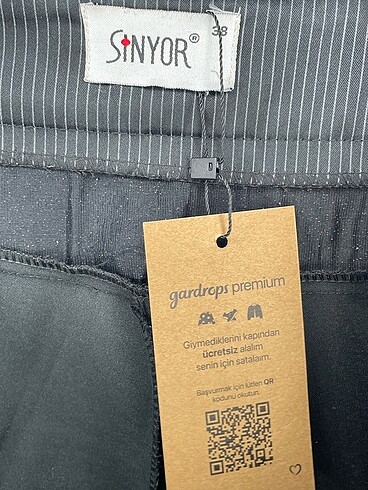 SiNYOR®
38
gardrops premium
Giymediklerini kapından
ücretsiz alalım
senin için satalım.
Başvurmak için lütfen QR
kodunu okutun.